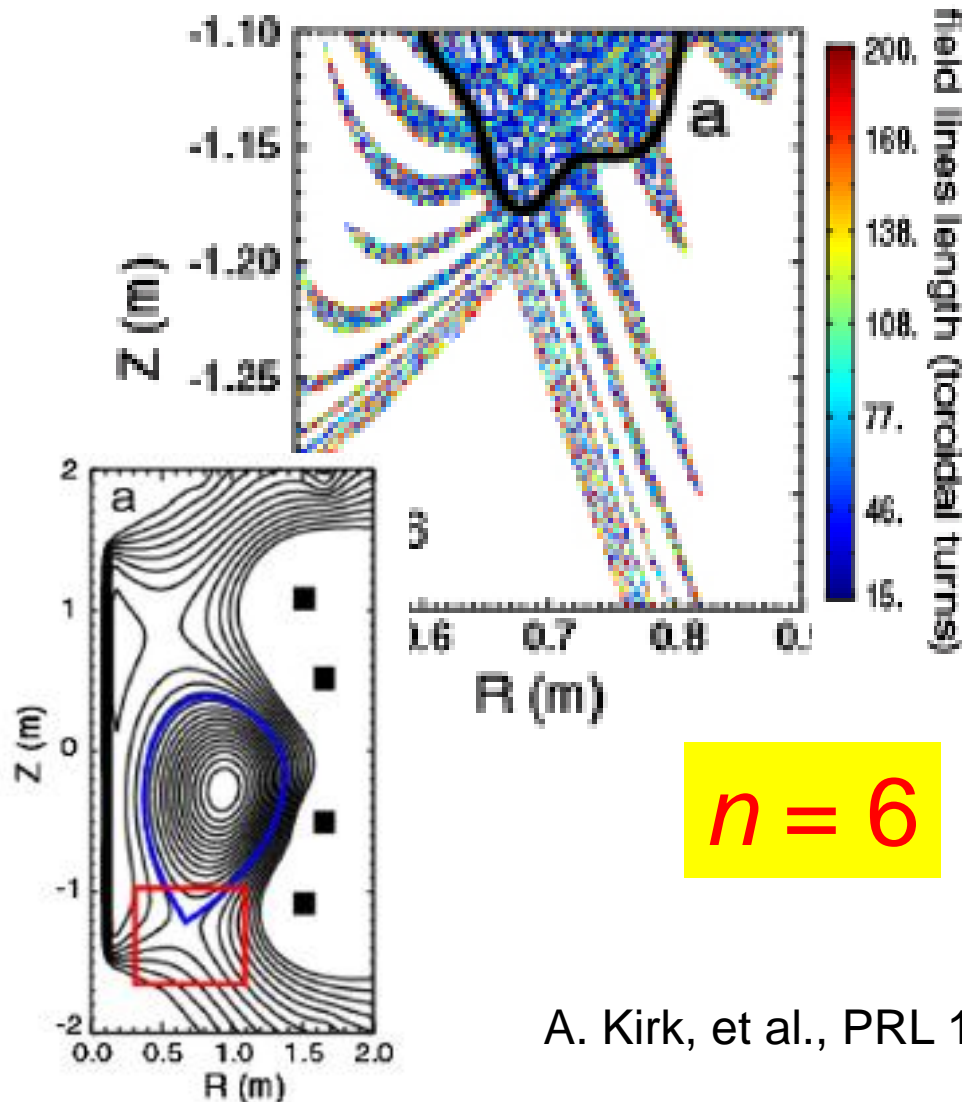 -1.10
-1.15
-1.20
-1.25
Z (m)
a
0.7
0.8
R (m)
200.
169.
138.
108.
77.
46.
15.
field lines length (toroidal turns)
a
2
1
0
-1
-2
Z (m)
0.0 0.5 1.0 1.5 2.0
R (m)
n = 6
A. Kirk, et al., PRL 1